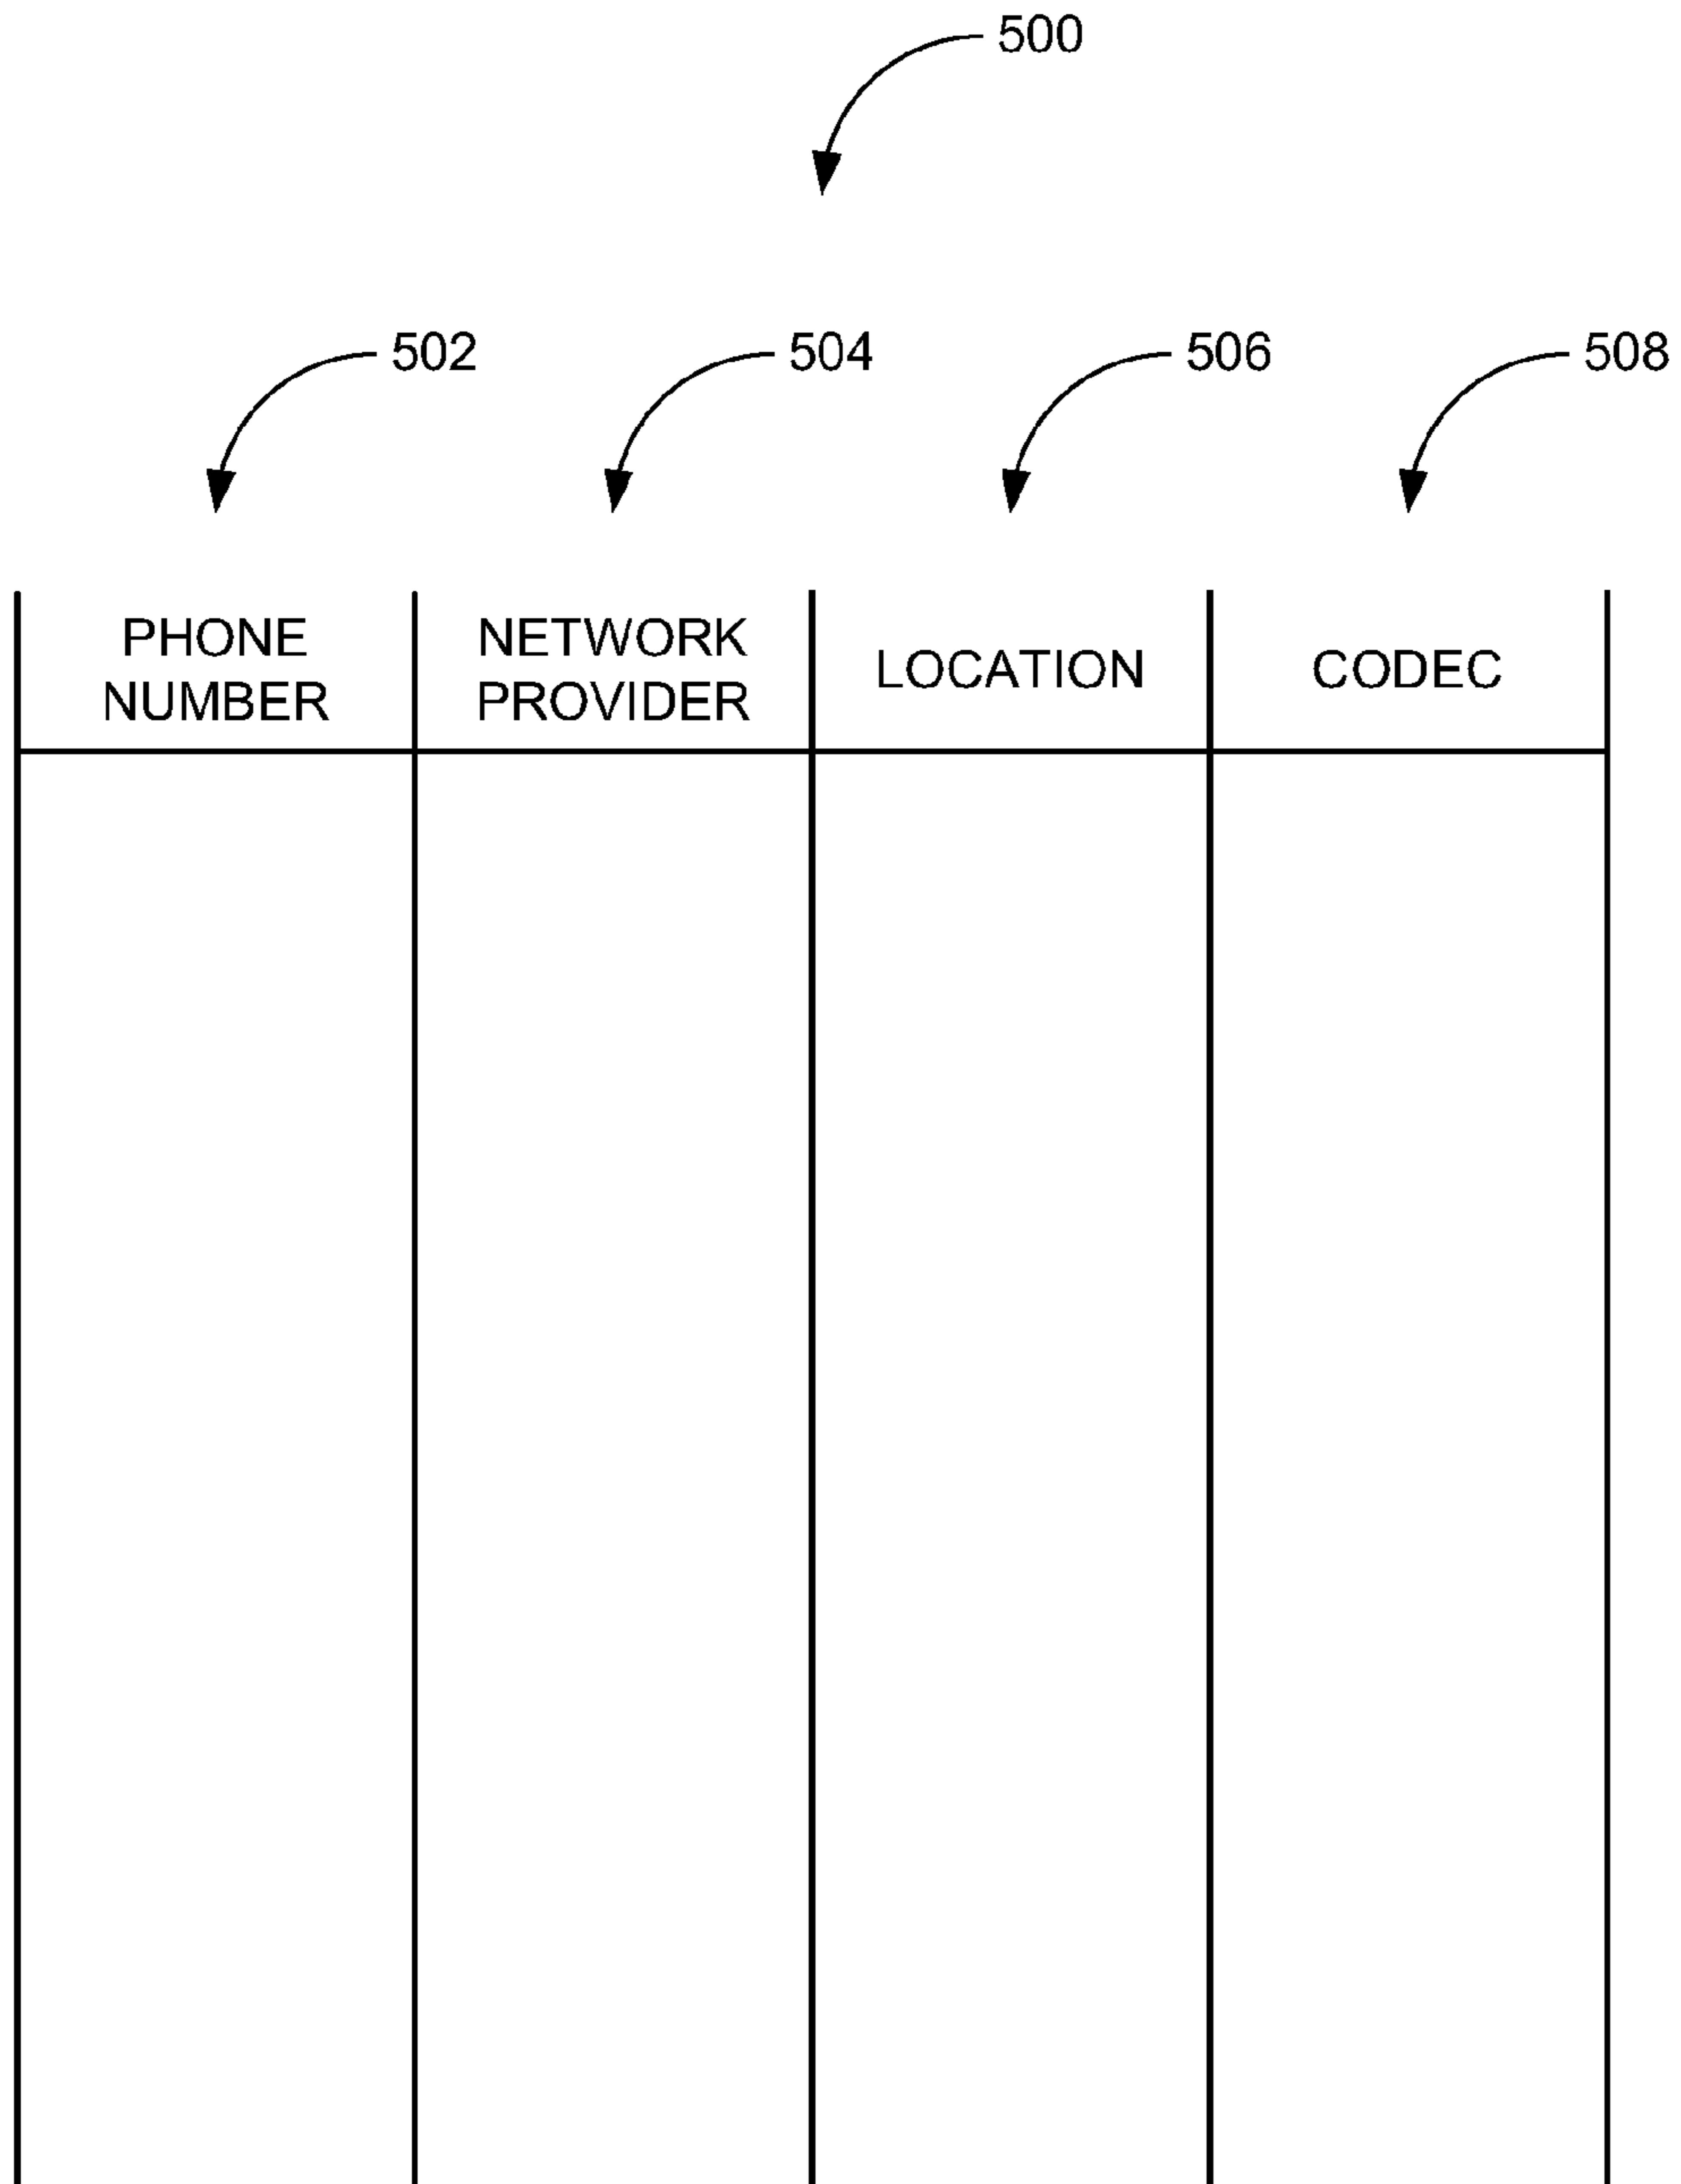 500
502
504
506
508
PHONE
NUMBER
NETWORK
PROVIDER
LOCATION
CODEC